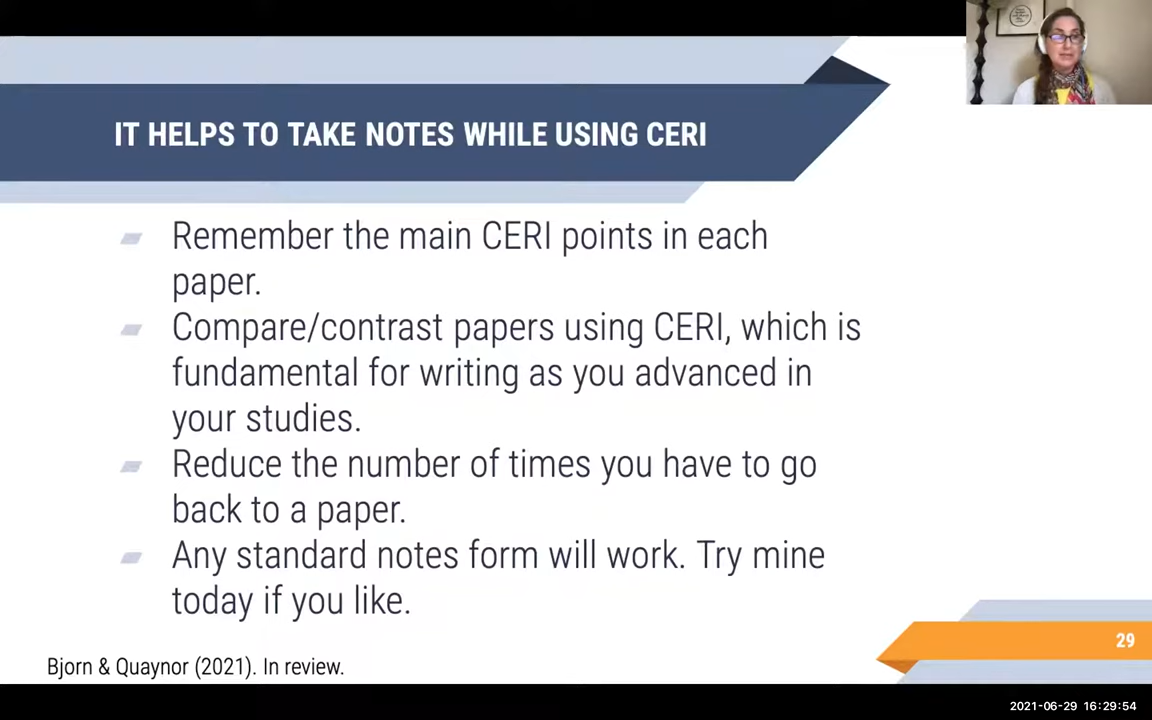 IT HELPS TO TAKE NOTES WHILE USING CERI
Remember the main CERI points in each
paper.
Compare/contrast papers using CERI, which is
fundamental for writing as you advanced in
your studies.
Reduce the number of times you have to go
back to a paper.
Any standard notes form will work. Try mine
today if you like.
29
Bjorn & Quaynor (2021). In review.
2021-06-29 16:29:54